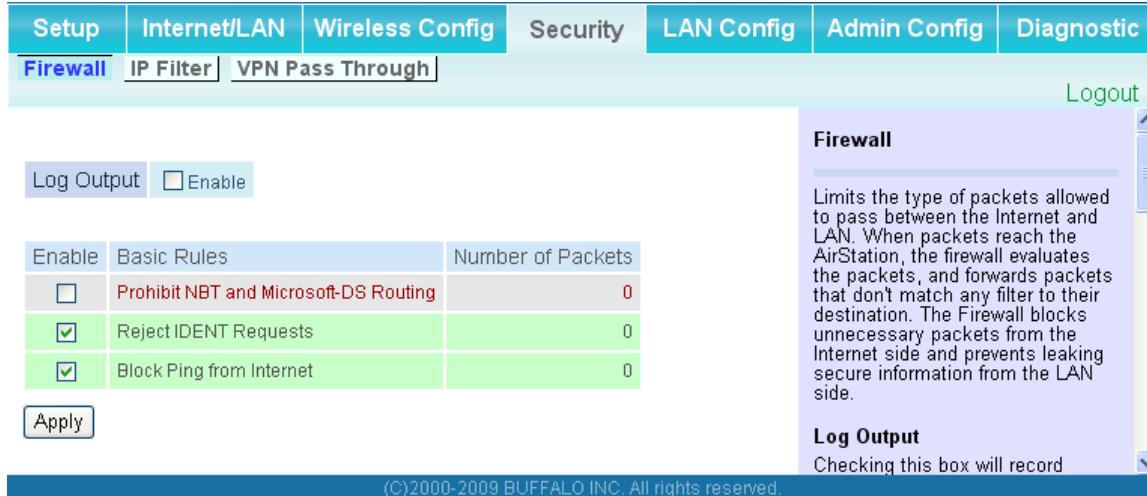 Setup Internet/LAN Wireless Config Security LAN Config Admin Config Diagnostic
Firewall IP Filter VPN Pass Through
Logout
Log Output Enable
Enable Basic Rules Number of Packets
Prohibit NBT and Microsoft-DS Routing 0
Reject IDENT Requests 0
Block Ping from Internet 0
Apply
Firewall
Limits the type of packets allowed
to pass between the Internet and
LAN. When packets reach the
AirStation, the firewall evaluates
the packets, and forwards packets
that don't match any filter to their
destination. The Firewall blocks
unnecessary packets from the
Internet side and prevents leaking
secure information from the LAN
side.
Log Output
Checking this box will record
(C)2000-2009 BUFFALO INC. All rights reserved.